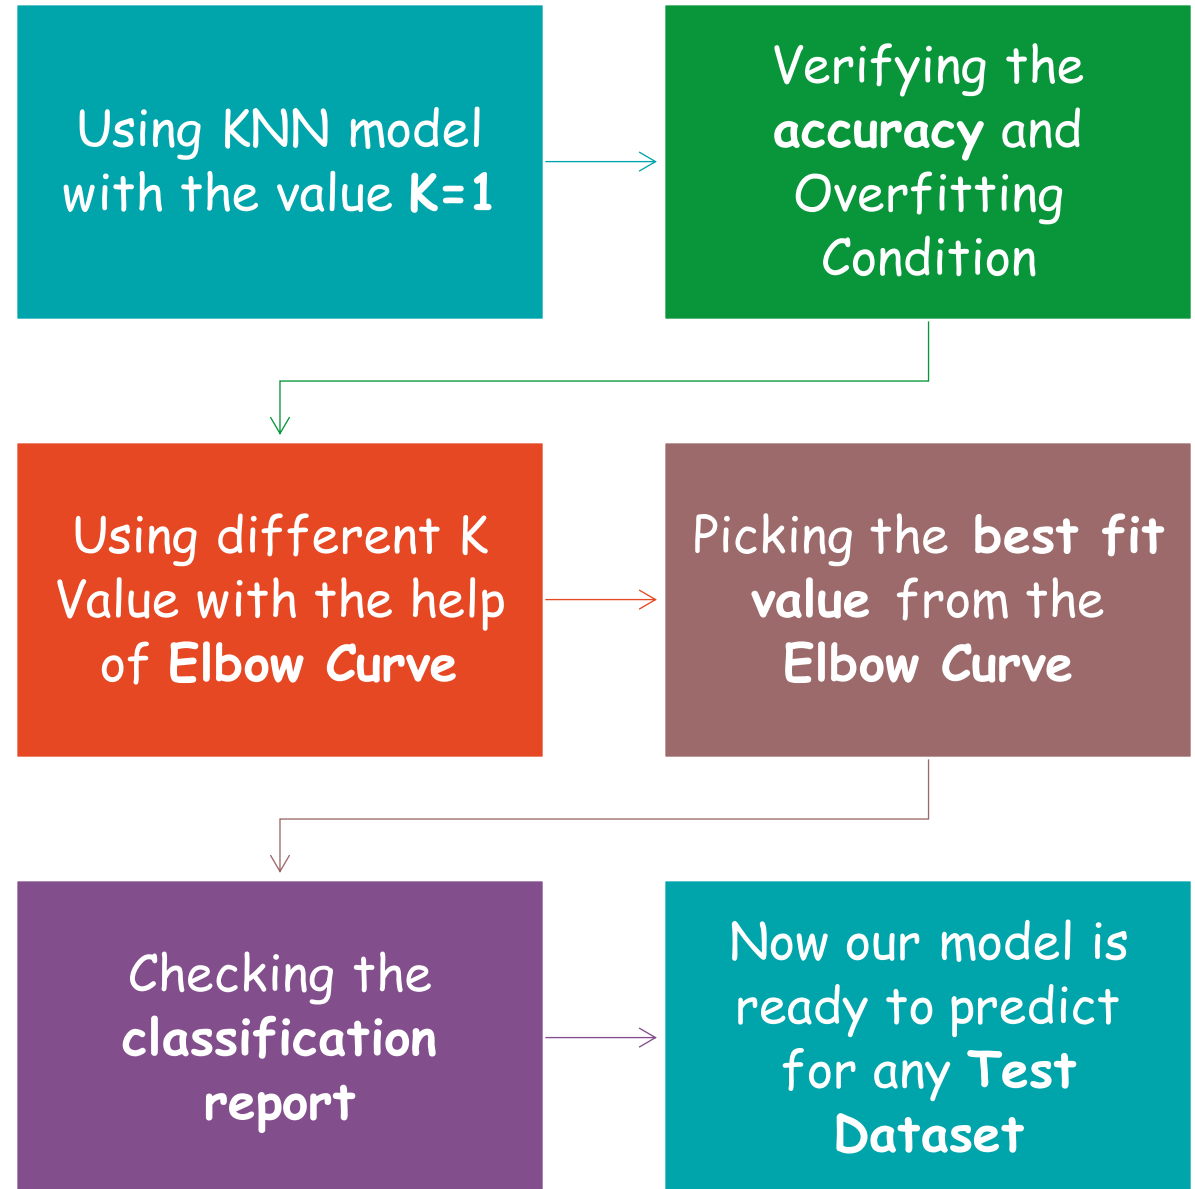 Using KNN model
with the value K=1
Verifying the
accuracy and
Overfitting
Condition
Using different K
Value with the help
of Elbow Curve
Picking the best fit
value from the
Elbow Curve
Checking the
classification
report
Now our model is
ready to predict
for any Test
Dataset